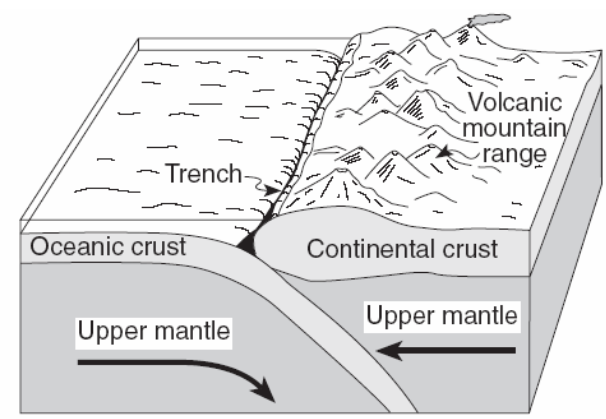 Volcanic
mountain
range
Trench
Oceanic crust
Continental crust
Upper mantle
Upper mantle